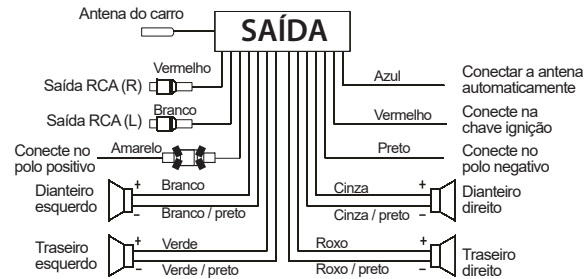 Antena do carro
SAÍDA
Vermelho
Saída RCA (R)
Branco
Saída RCA (L)
Amarelo
Conecte no
polo positivo
+ Branco
Dianteiro
esquerdo
– Branco / preto
+ Verde
Traseiro
esquerdo
– Verde / preto
Azul
Conectar a antena
automaticamente
Vermelho
Conecte na
chave ignição
Preto
Conecte no
polo negativo
Cinza +
Dianteiro
direito
Cinza / preto –
Roxo +
Traseiro
direito
Roxo / preto –